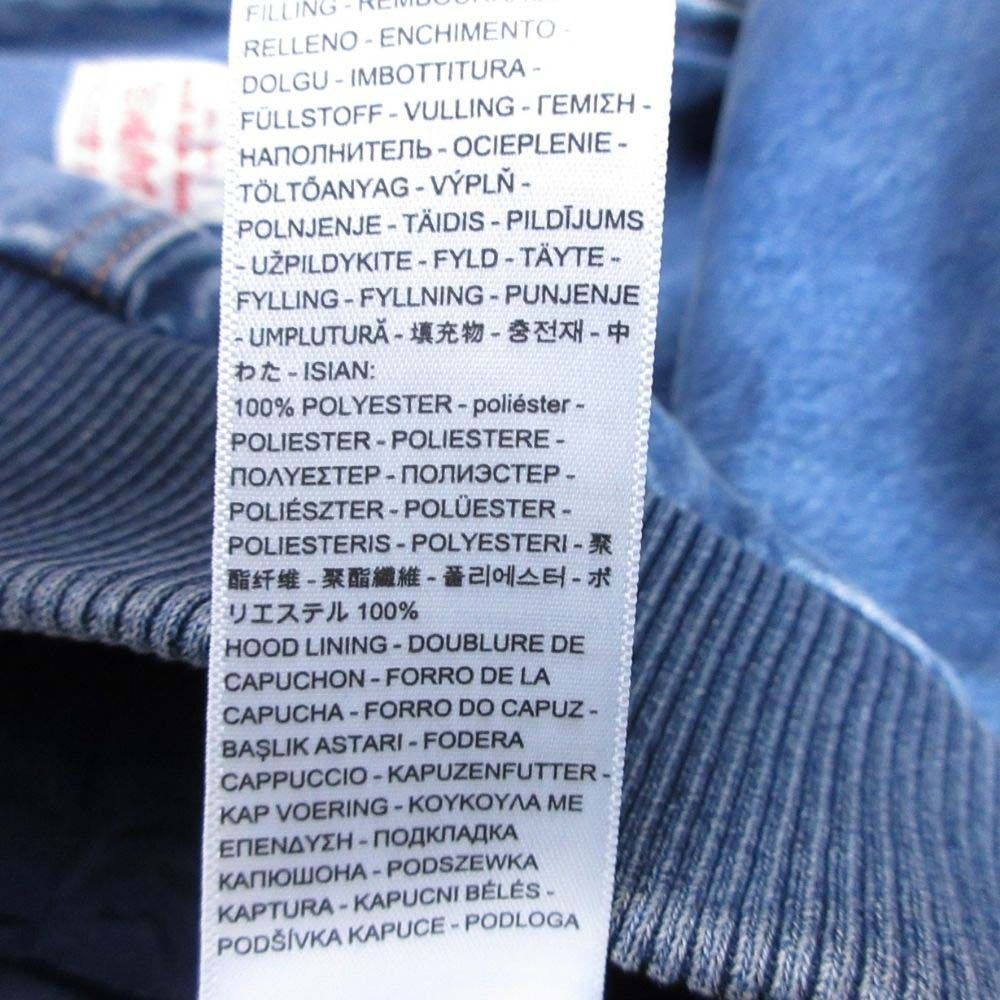 FILLING - REMBOURRAGE
RELLENO - ENCHIMENTO -
DOLGU - IMBOTTITURA -
FÜLLSTOFF - VULLING - ΓΕΜΙΣΗ -
НАПОЛНИТЕЛЬ - OCIEPLENIE -
TÖLTŐANYAG - VÝPLŇ -
POLNJENJE - TÄIDIS - PILDĪJUMS
- UŽPILDYKITE - FYLD - TÄYTE -
FYLLING - FYLLNING - PUNJENJE
- UMPLUTURĂ - 填充物 - 충전재 - 中
わた - ISIAN:
100% POLYESTER - poliéster -
POLIESTER - POLIESTERE -
ΠΟΛΥΕΣΤΕΡ - ПОЛИЭСТЕР -
POLIÉSZTER - POLÜESTER -
POLIESTERIS - POLYESTERI - 聚
酯纤维 - 聚酯纖維 - 폴리에스터 - ポ
リエステル 100%
HOOD LINING - DOUBLURE DE
CAPUCHON - FORRO DE LA
CAPUCHA - FORRO DO CAPUZ -
BAŞLIK ASTARI - FODERA
CAPPUCCIO - KAPUZENFUTTER -
KAP VOERING - ΚΟΥΚΟΥΛΑ ΜΕ
ΕΠΕΝΔΥΣΗ - ПОДКЛАДКА
КАПЮШОНА - PODSZEWKA
KAPTURA - KAPUCNI BÉLÉS -
PODŠÍVKA KAPUCE - PODLOGA